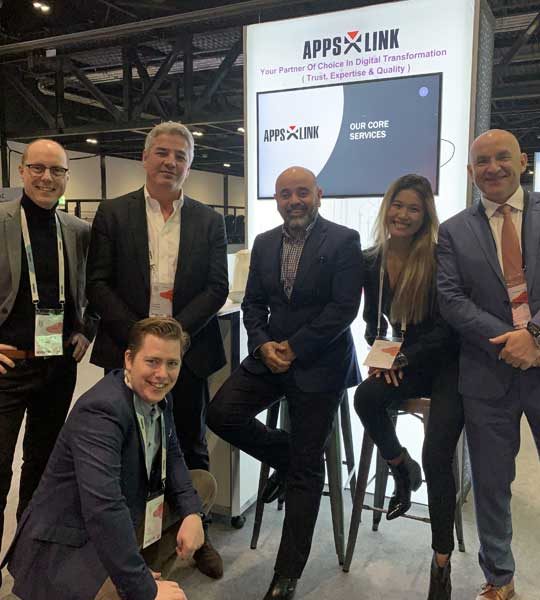 APPS LINK
Your Partner Of Choice In Digital Transformation
( Trust, Expertise & Quality )
APPS LINK
OUR CORE
SERVICES